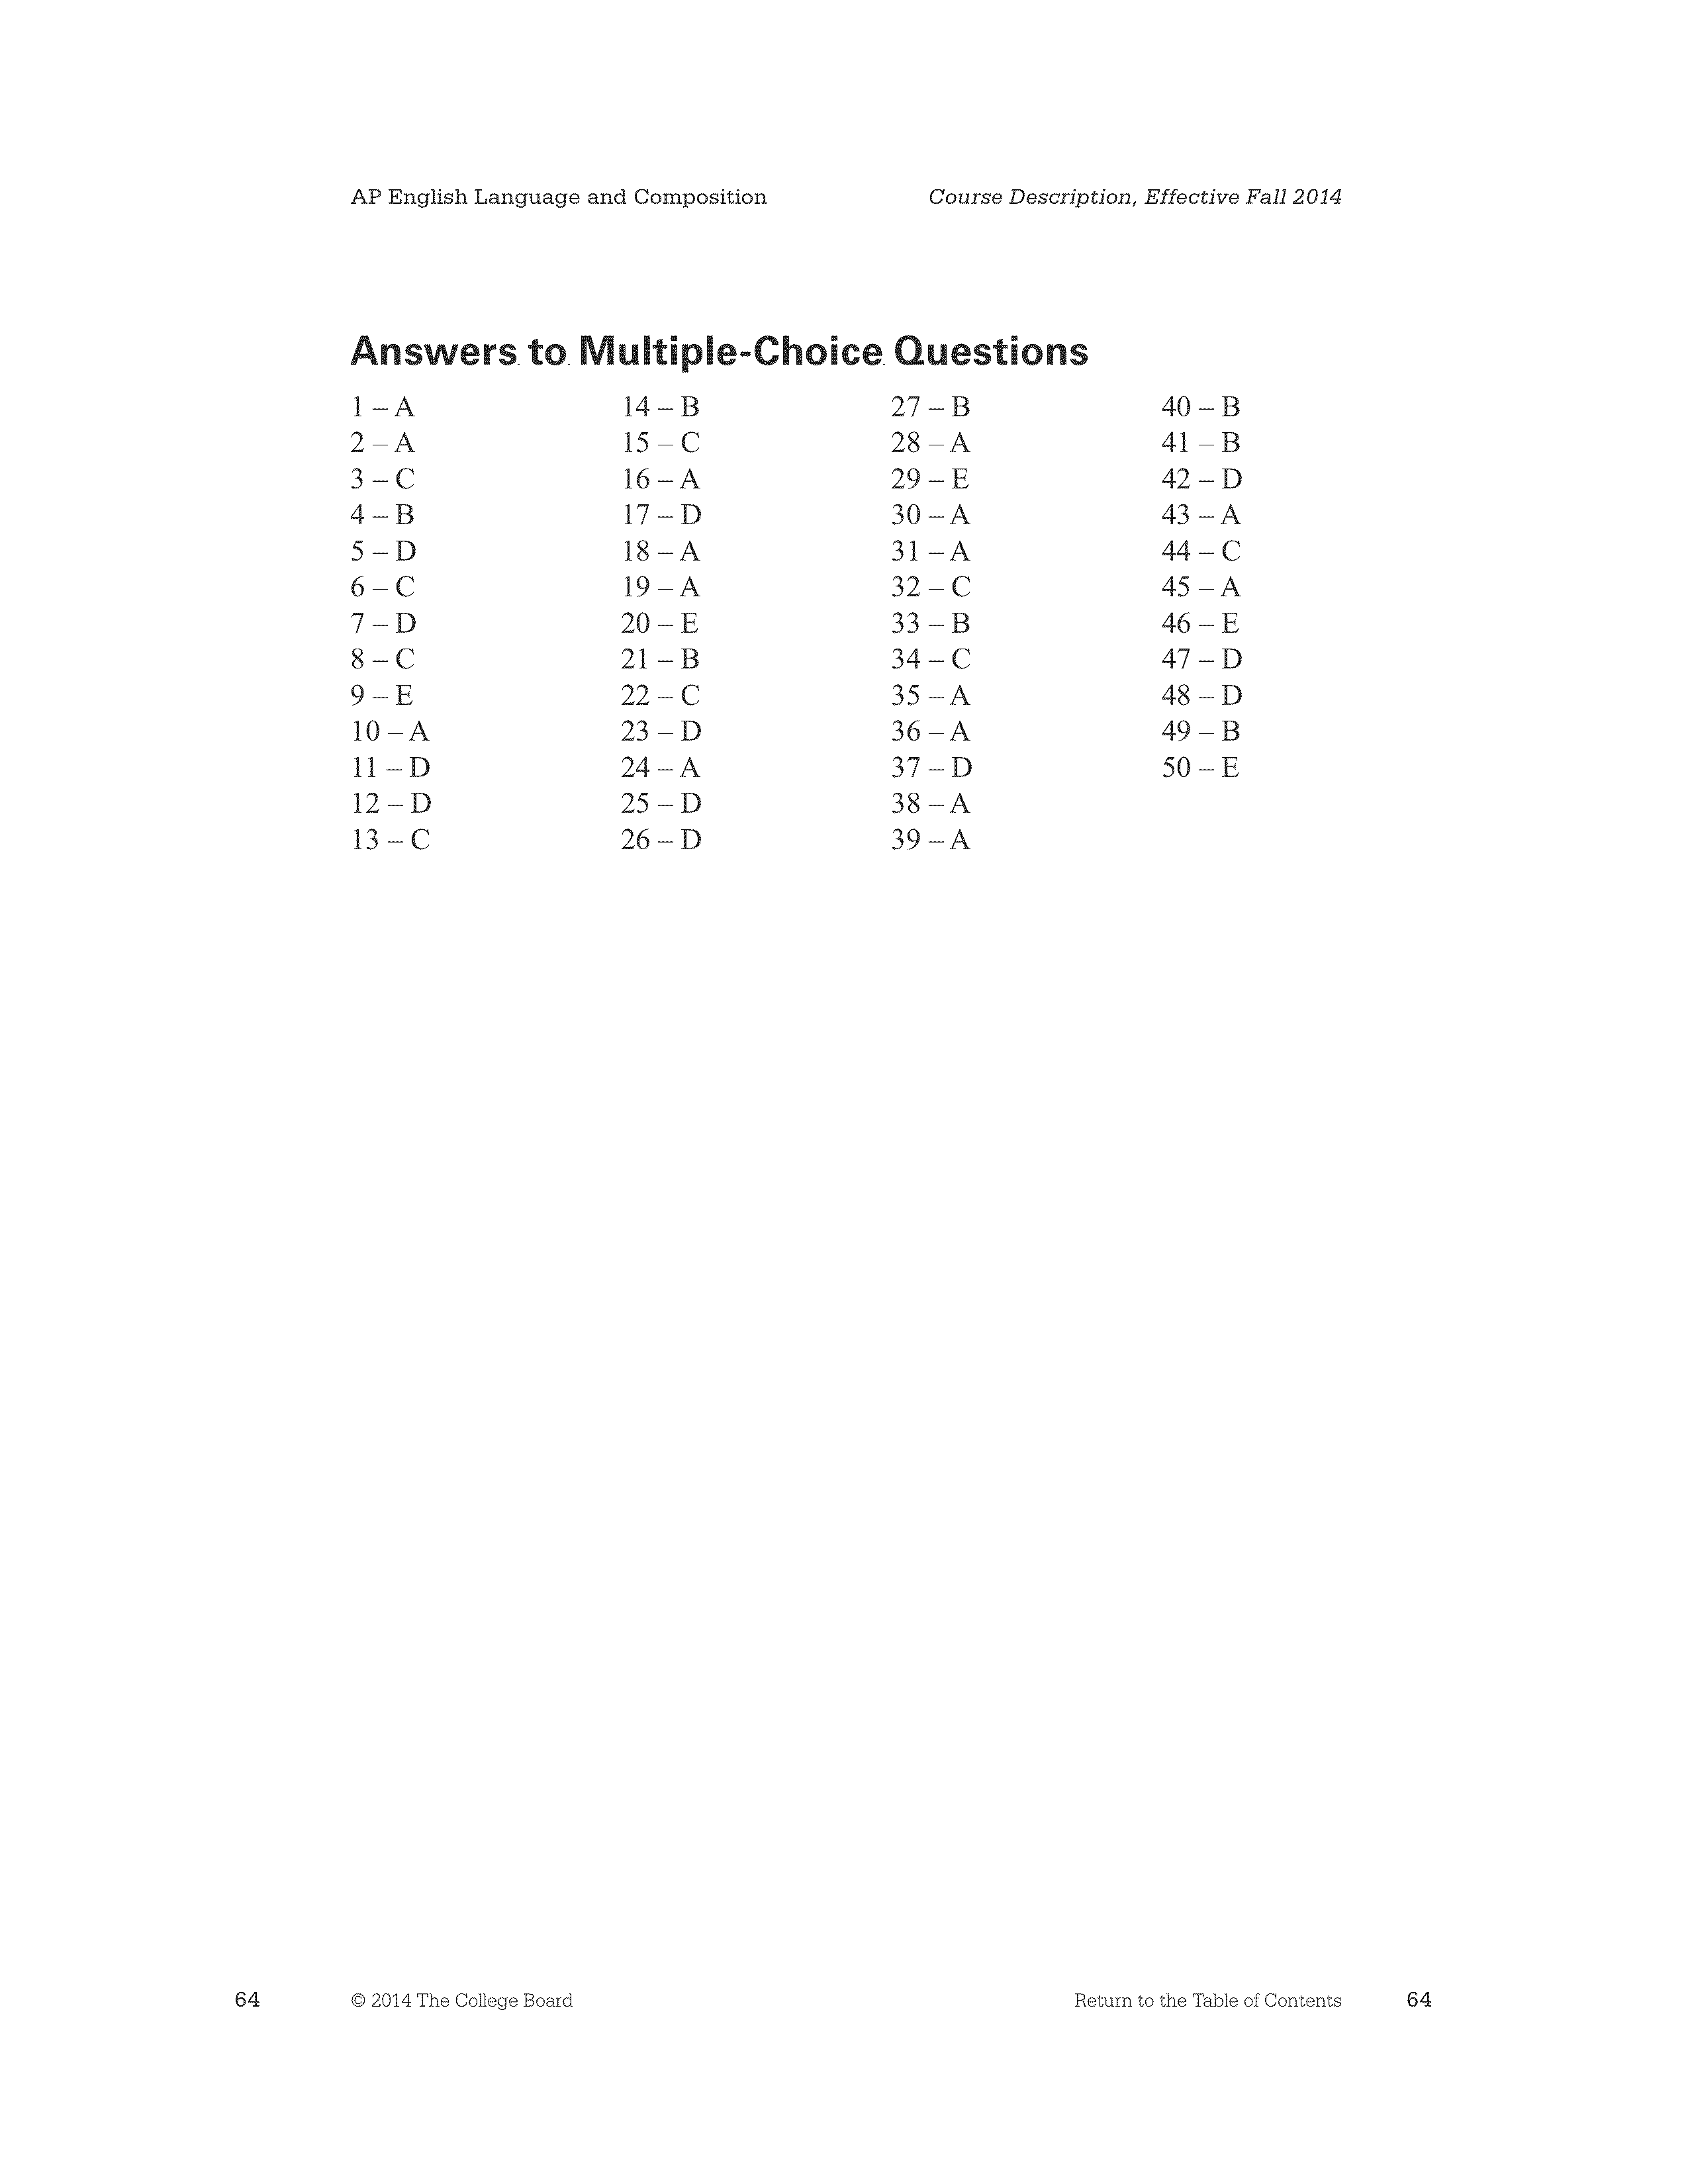 AP English Language and Composition Course Description, Effective Fall 2014
Answers to Multiple-Choice Questions
1 – A
2 – A
3 – C
4 – B
5 – D
6 – C
7 – D
8 – C
9 – E
10 – A
11 – D
12 – D
13 – C
14 – B
15 – C
16 – A
17 – D
18 – A
19 – A
20 – E
21 – B
22 – C
23 – D
24 – A
25 – D
26 – D
27 – B
28 – A
29 – E
30 – A
31 – A
32 – C
33 – B
34 – C
35 – A
36 – A
37 – D
38 – A
39 – A
40 – B
41 – B
42 – D
43 – A
44 – C
45 – A
46 – E
47 – D
48 – D
49 – B
50 – E
64 © 2014 The College Board Return to the Table of Contents 64